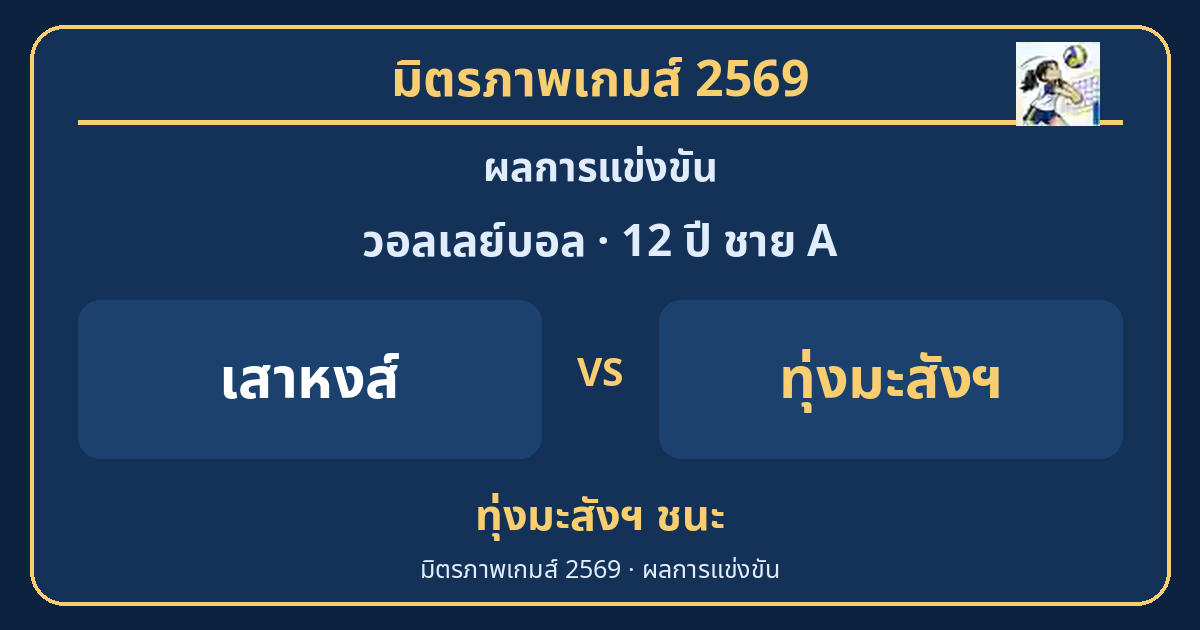 มิตรภาพเกมส์ 2569
ผลการแข่งขัน
วอลเลย์บอล · 12 ปี ชาย A
เสาหงส์
VS
ทุ่งมะสังฯ
ทุ่งมะสังฯ ชนะ
มิตรภาพเกมส์ 2569 · ผลการแข่งขัน